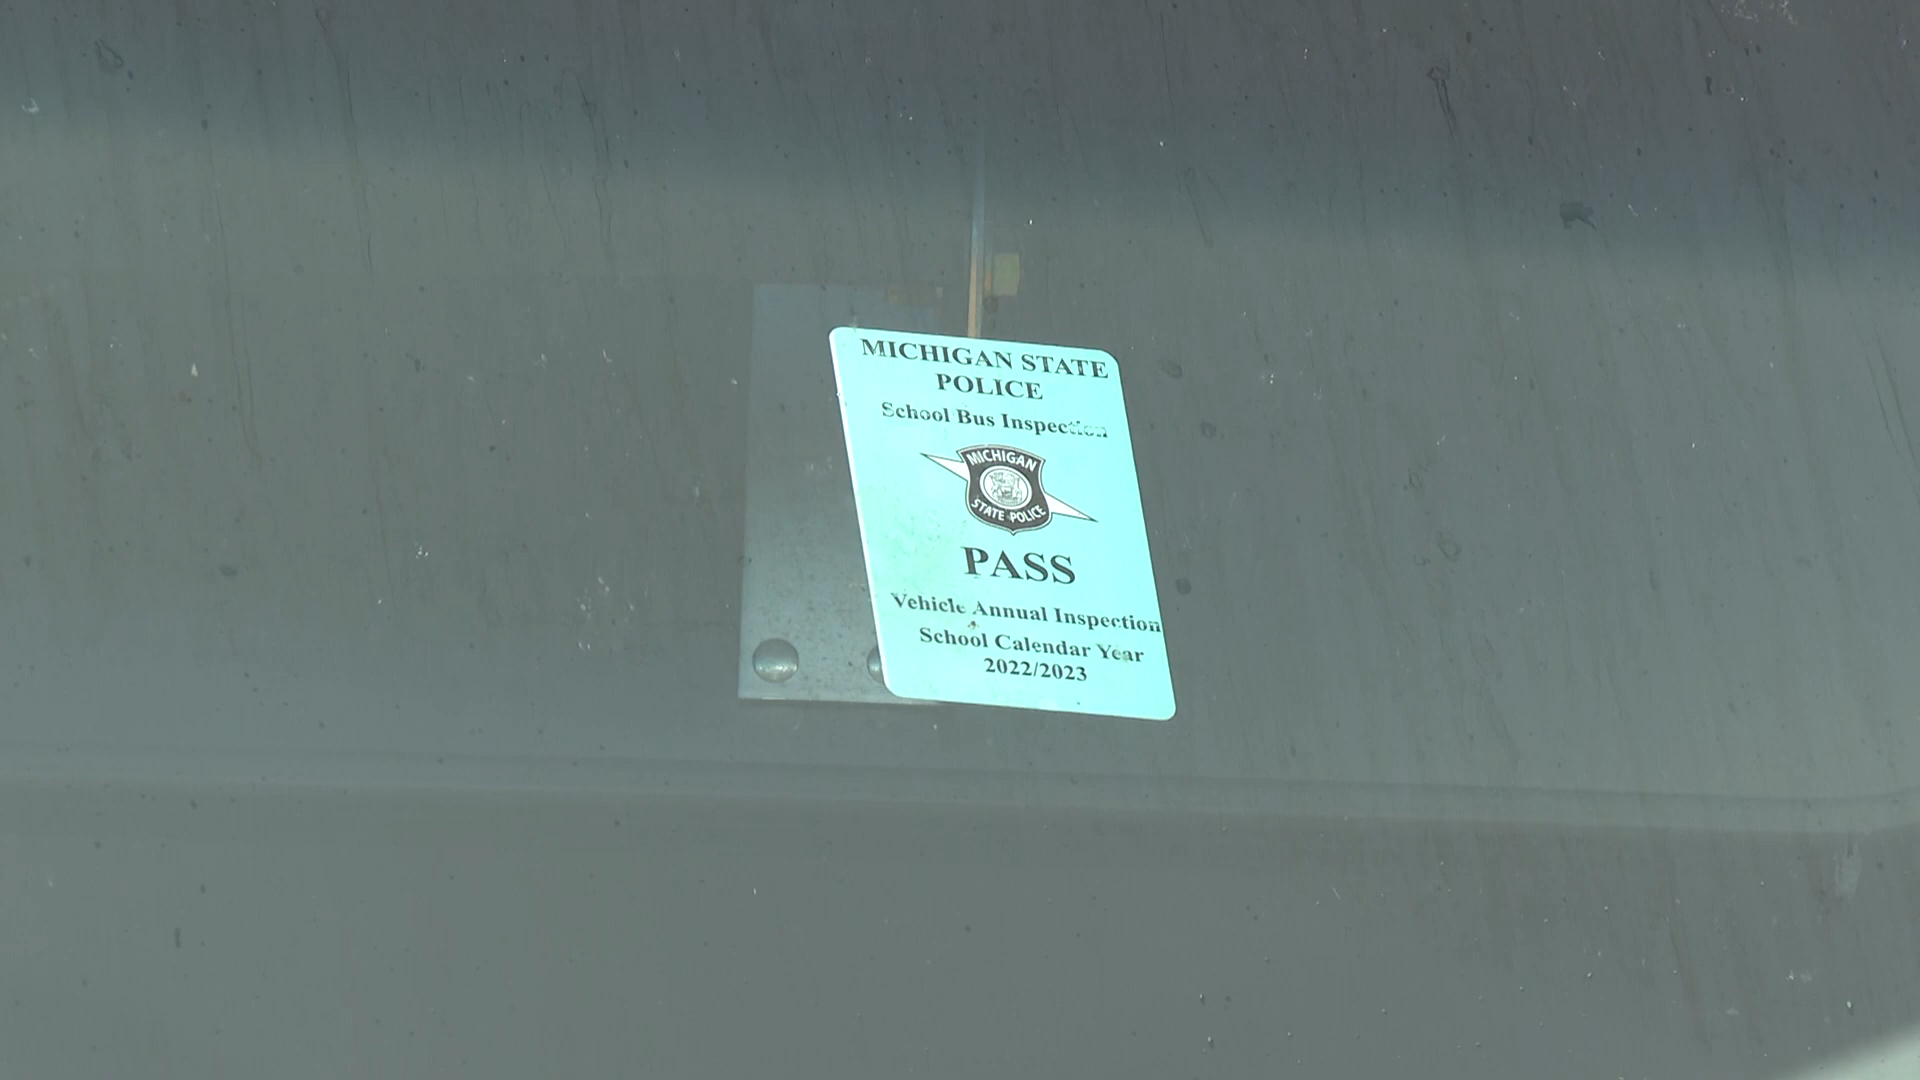 MICHIGAN STATE
POLICE
School Bus Inspection
MICHIGAN
STATE POLICE
PASS
Vehicle Annual Inspection
School Calendar Year
2022/2023